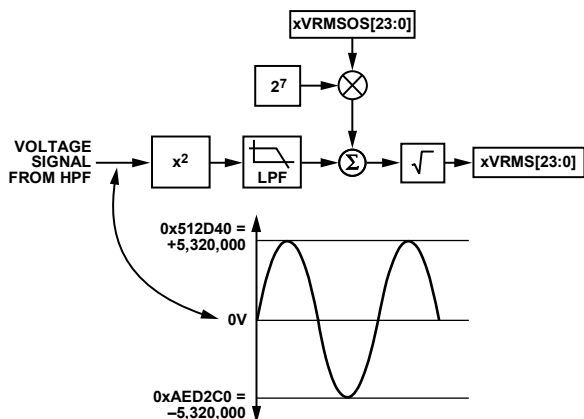 xVRMSOS[23:0]
2⁷
VOLTAGE
SIGNAL
FROM HPF
x²
LPF
Σ
√
xVRMS[23:0]
0x512D40 =
+5,320,000
0V
0xAED2C0 =
–5,320,000